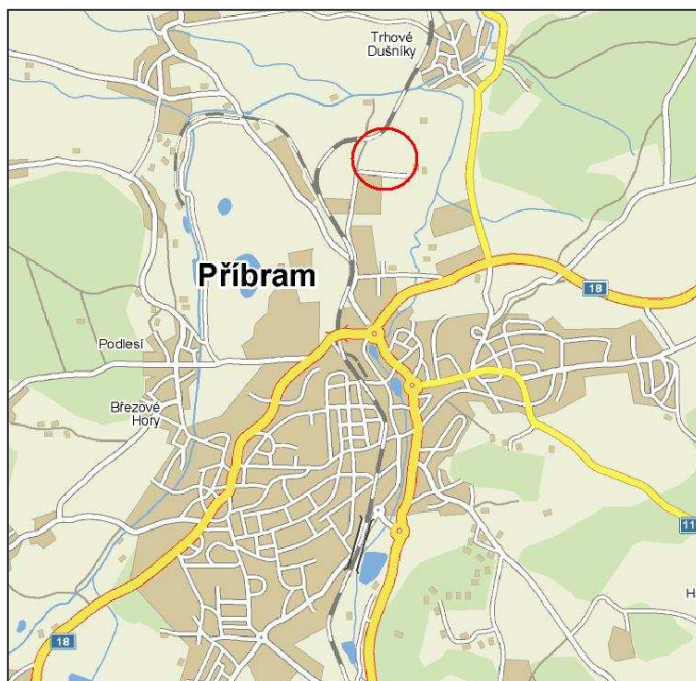 Trhové
Dušníky
Příbram
18
Podlesí
Březové
Hory
11
H
18